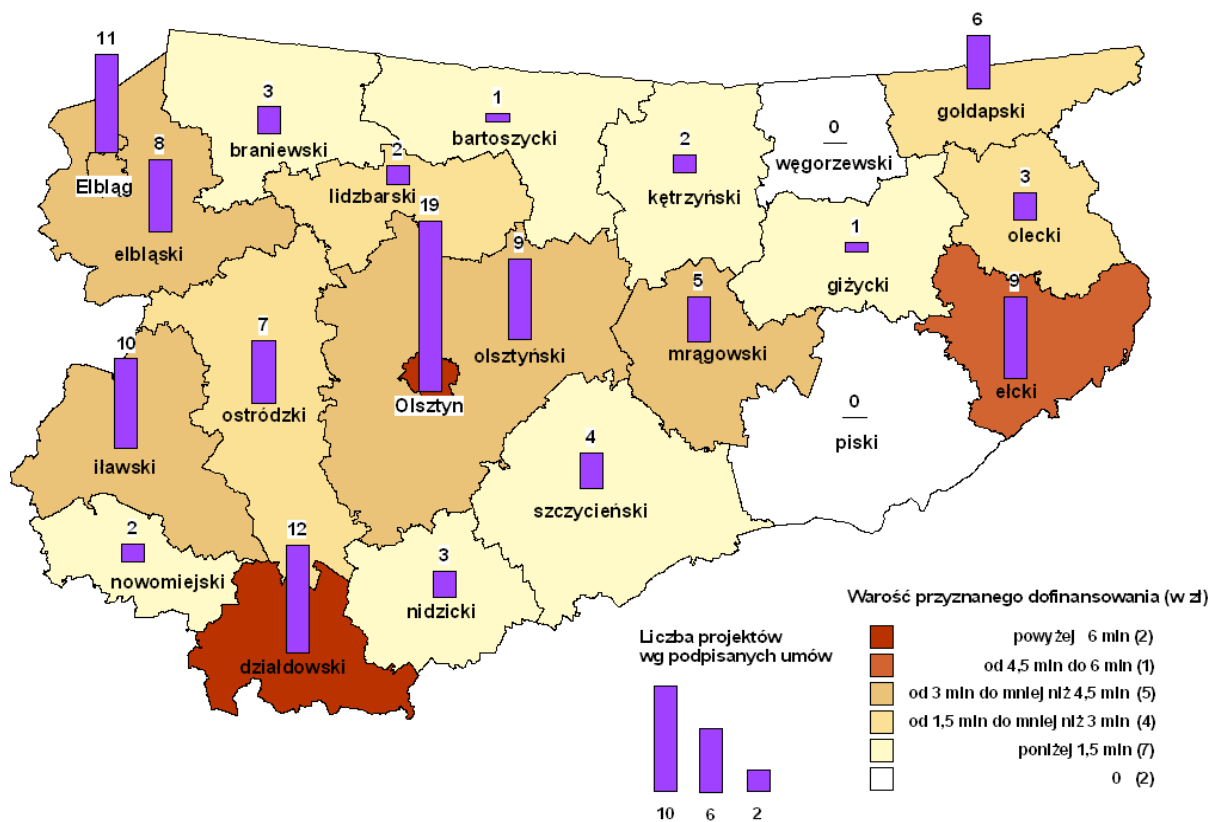 11
6
3
braniewski
1
bartoszycki
0
węgorzewski
gołdapski
8
Elbląg
elbląski
2
lidzbarski
2
kętrzyński
3
olecki
19
9
olsztyński
1
giżycki
5
mrągowski
9
ełcki
10
iławski
7
ostródzki
Olsztyn
0
piski
4
szczycieński
2
nowomiejski
12
działdowski
3
nidzicki
Liczba projektów
wg podpisanych umów
10 6 2
Warość przyznanego dofinansowania (w zł)
powyżej 6 mln (2)
od 4,5 mln do 6 mln (1)
od 3 mln do mniej niż 4,5 mln (5)
od 1,5 mln do mniej niż 3 mln (4)
poniżej 1,5 mln (7)
0 (2)